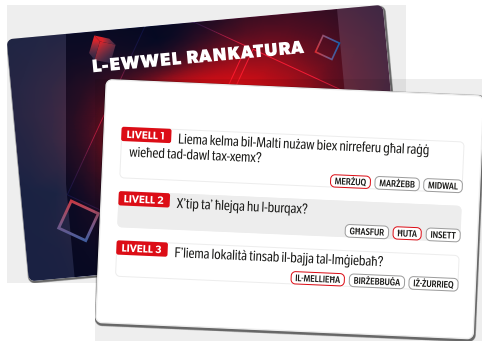 L-EWWEL RANKATURA
LIVELL 1 Liema kelma bil-Malti nużaw biex nirreferu għal raġġ
wieħed tad-dawl tax-xemx?
MERŻUQ MARŻEBB MIDWAL
LIVELL 2 X'tip ta' ħlejqa hu l-burqax?
GĦASFUR ĦUTA INSETT
LIVELL 3 F'liema lokalità tinsab il-bajja tal-Imġiebaħ?
IL-MELLIEĦA BIRŻEBBUĠA IŻ-ŻURRIEQ